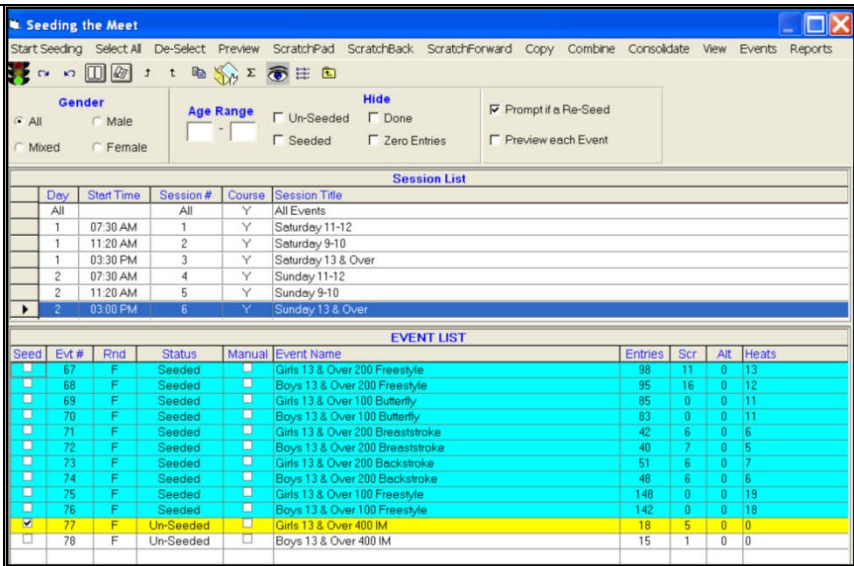 Seeding the Meet
Start Seeding Select All De-Select Preview ScratchPad ScratchBack ScratchForward Copy Combine Consolidate View Events Reports
Gender
All Male
Mixed Female
Age Range
-
Hide
Un-Seeded Done
Seeded Zero Entries
Prompt if a Re-Seed
Preview each Event
Session List
Day Start Time Session # Course Session Title
All All Y All Events
1 07:30 AM 1 Y Saturday 11-12
1 11:20 AM 2 Y Saturday 9-10
1 03:30 PM 3 Y Saturday 13 & Over
2 07:30 AM 4 Y Sunday 11-12
2 11:20 AM 5 Y Sunday 9-10
2 03:00 PM 6 Y Sunday 13 & Over
EVENT LIST
Seed Evt # Rnd Status Manual Event Name Entries Scr Alt Heats
67 F Seeded Girls 13 & Over 200 Freestyle 98 11 0 13
68 F Seeded Boys 13 & Over 200 Freestyle 95 16 0 12
69 F Seeded Girls 13 & Over 100 Butterfly 85 0 0 11
70 F Seeded Boys 13 & Over 100 Butterfly 83 0 0 11
71 F Seeded Girls 13 & Over 200 Breaststroke 42 6 0 6
72 F Seeded Boys 13 & Over 200 Breaststroke 40 7 0 5
73 F Seeded Girls 13 & Over 200 Backstroke 51 6 0 7
74 F Seeded Boys 13 & Over 200 Backstroke 48 6 0 6
75 F Seeded Girls 13 & Over 100 Freestyle 148 0 0 19
76 F Seeded Boys 13 & Over 100 Freestyle 142 0 0 18
77 F Un-Seeded Girls 13 & Over 400 IM 18 5 0 0
78 F Un-Seeded Boys 13 & Over 400 IM 15 1 0 0